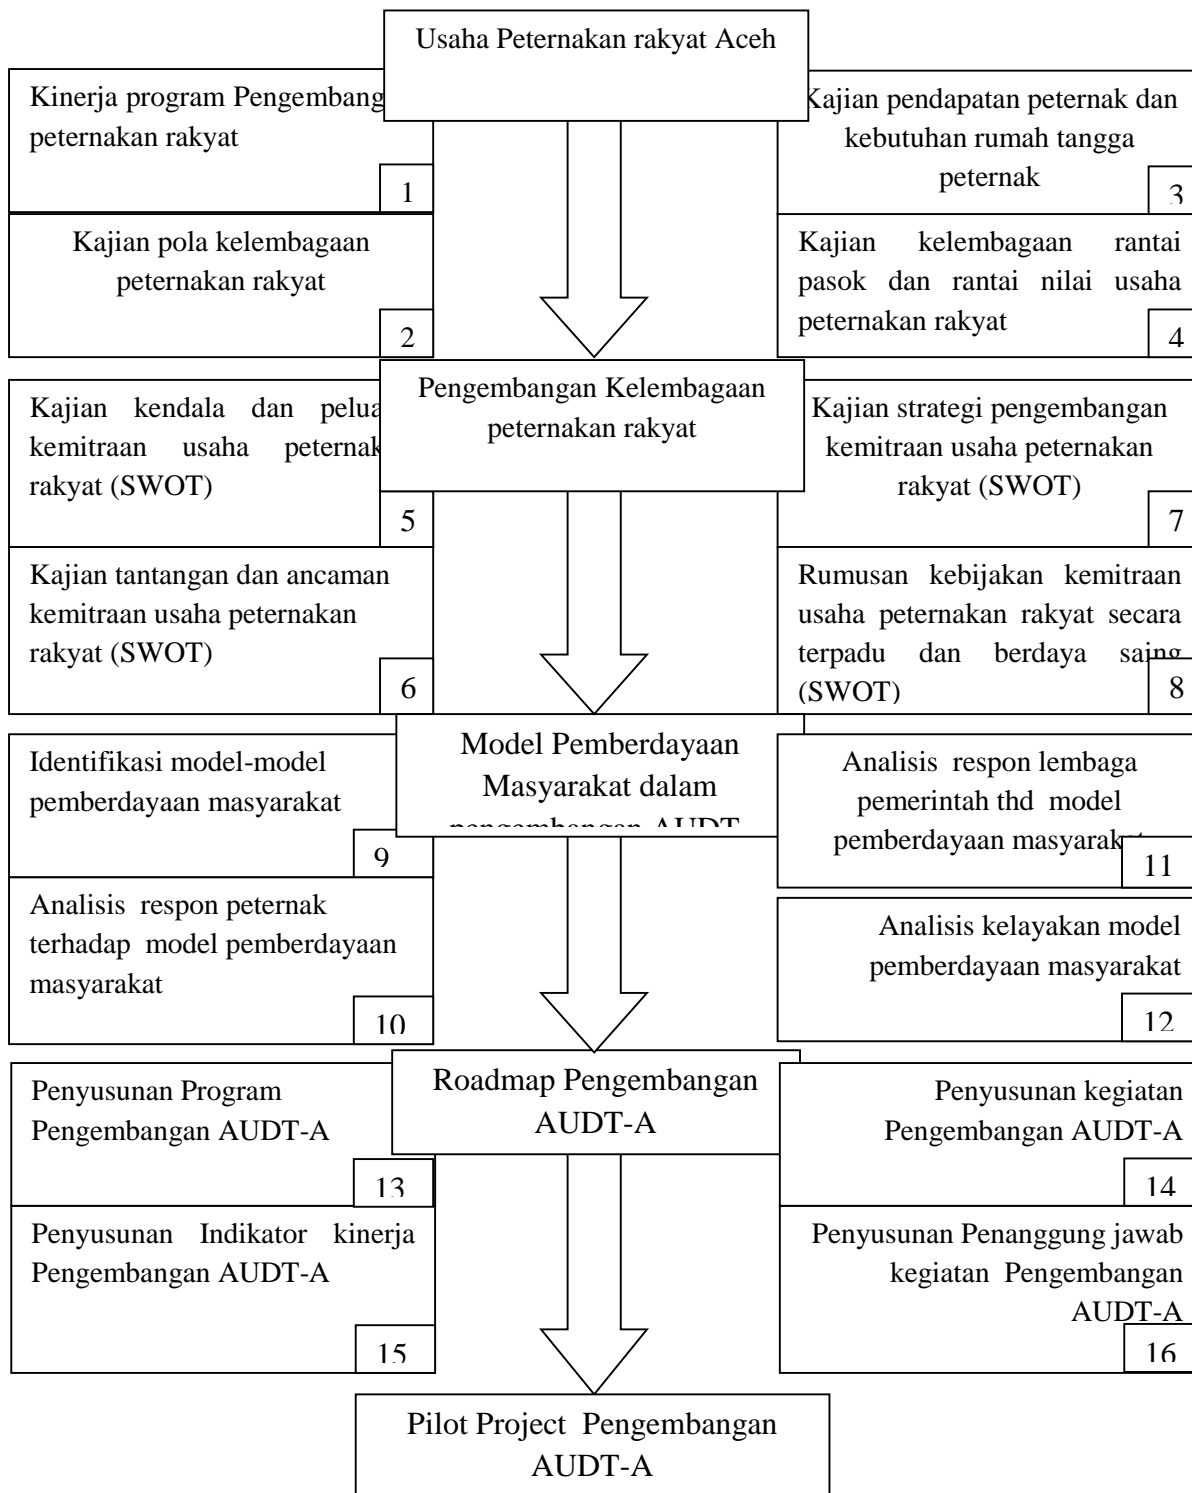 Usaha Peternakan rakyat Aceh
Kinerja program Pengembang
peternakan rakyat
1
Kajian pendapatan peternak dan
kebutuhan rumah tangga
peternak
3
Kajian pola kelembagaan
peternakan rakyat
2
Kajian kelembagaan rantai
pasok dan rantai nilai usaha
peternakan rakyat
4
Pengembangan Kelembagaan
peternakan rakyat
Kajian kendala dan pelua
kemitraan usaha peternak
rakyat (SWOT)
5
Kajian strategi pengembangan
kemitraan usaha peternakan
rakyat (SWOT)
7
Kajian tantangan dan ancaman
kemitraan usaha peternakan
rakyat (SWOT)
6
Rumusan kebijakan kemitraan
usaha peternakan rakyat secara
terpadu dan berdaya saing
(SWOT)
8
Model Pemberdayaan
Masyarakat dalam
pengembangan AUDT
Identifikasi model-model
pemberdayaan masyarakat
9
Analisis respon lembaga
pemerintah thd model
pemberdayaan masyarakat
11
Analisis respon peternak
terhadap model pemberdayaan
masyarakat
10
Analisis kelayakan model
pemberdayaan masyarakat
12
Roadmap Pengembangan
AUDT-A
Penyusunan Program
Pengembangan AUDT-A
13
Penyusunan kegiatan
Pengembangan AUDT-A
14
Penyusunan Indikator kinerja
Pengembangan AUDT-A
15
Penyusunan Penanggung jawab
kegiatan Pengembangan
AUDT-A
16
Pilot Project Pengembangan
AUDT-A